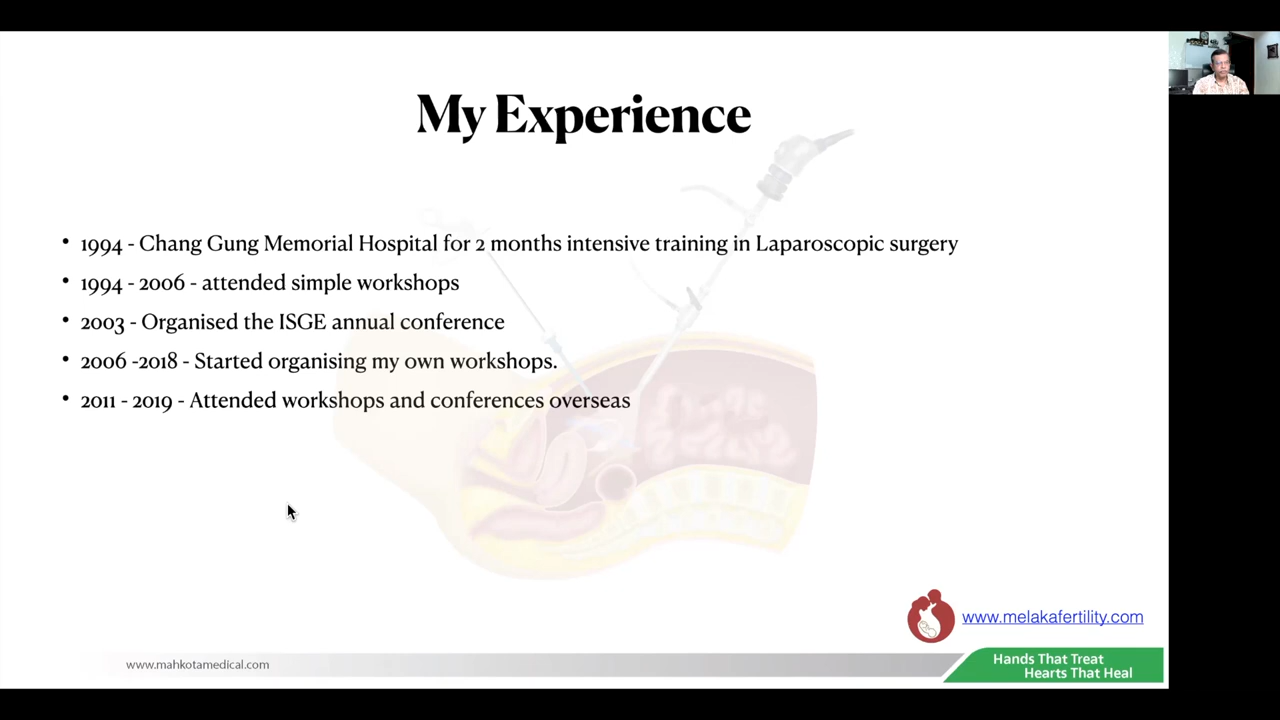 My Experience
• 1994 - Chang Gung Memorial Hospital for 2 months intensive training in Laparoscopic surgery
• 1994 - 2006 - attended simple workshops
• 2003 - Organised the ISGE annual conference
• 2006 -2018 - Started organising my own workshops.
• 2011 - 2019 - Attended workshops and conferences overseas
www.melakafertility.com
www.mahkotamedical.com
Hands That Treat
Hearts That Heal